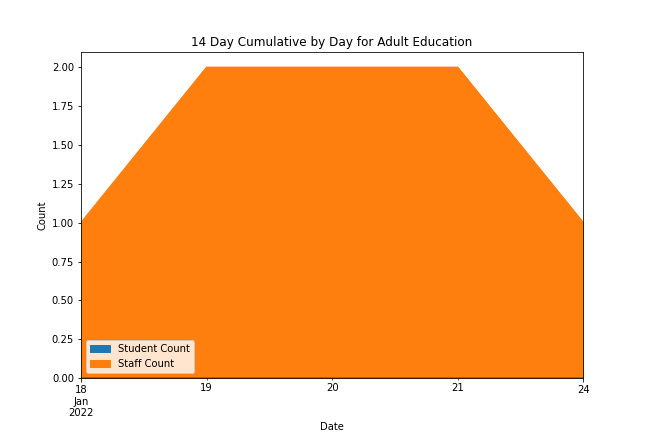 14 Day Cumulative by Day for Adult Education
2.00
1.75
1.50
1.25
1.00
0.75
0.50
0.25
0.00
Count
Student Count
Staff Count
18 19 20 21 24
Jan
2022
Date